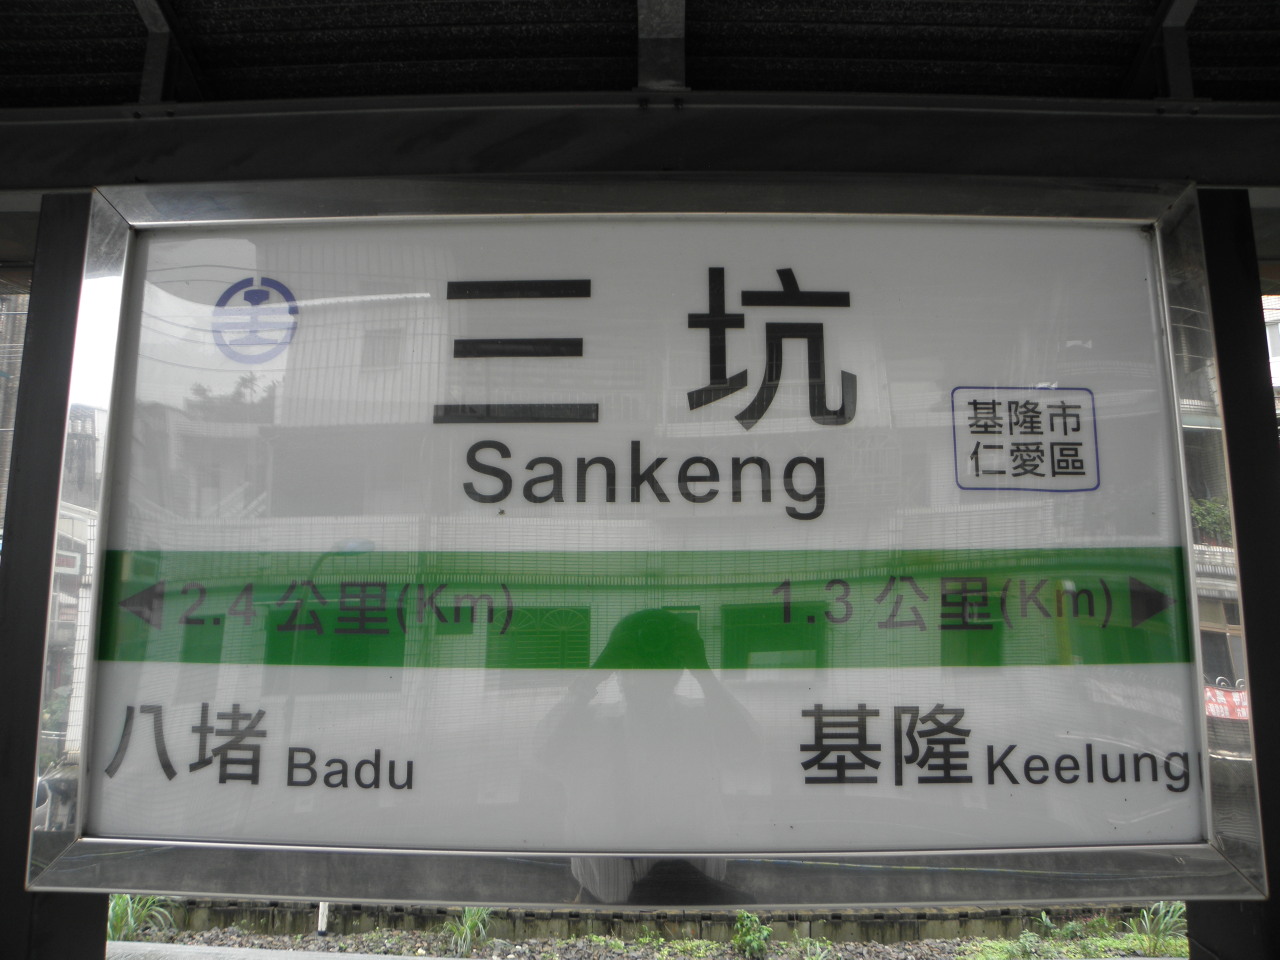 三坑
Sankeng
基隆市
仁愛區
2.4 公里(Km)
1.3 公里(Km)
八堵 Badu
基隆 Keelung